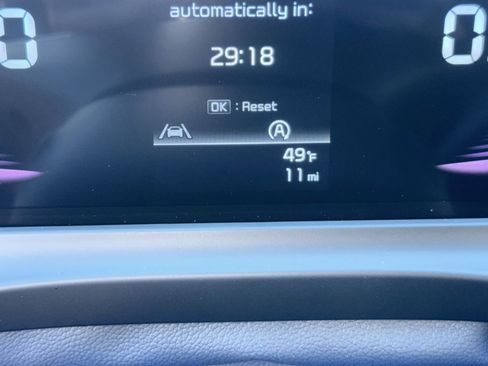 automatically in:
29:18
OK : Reset
A
49°F
11 mi